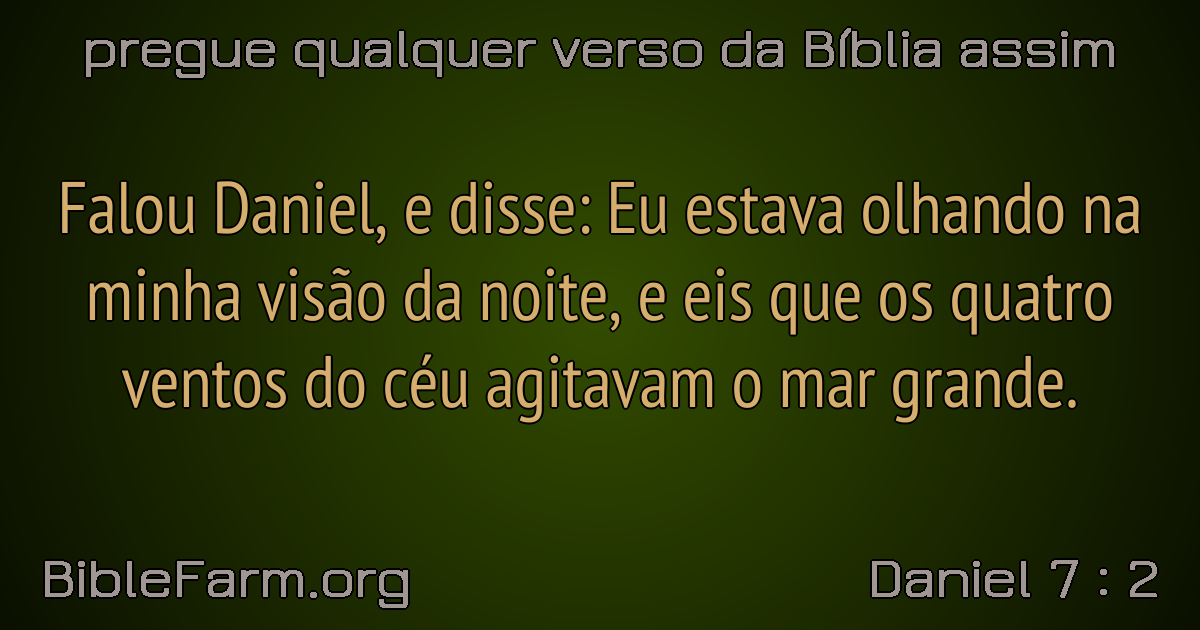 pregue qualquer verso da Bíblia assim
Falou Daniel, e disse: Eu estava olhando na
minha visão da noite, e eis que os quatro
ventos do céu agitavam o mar grande.
BibleFarm.org
Daniel 7 : 2